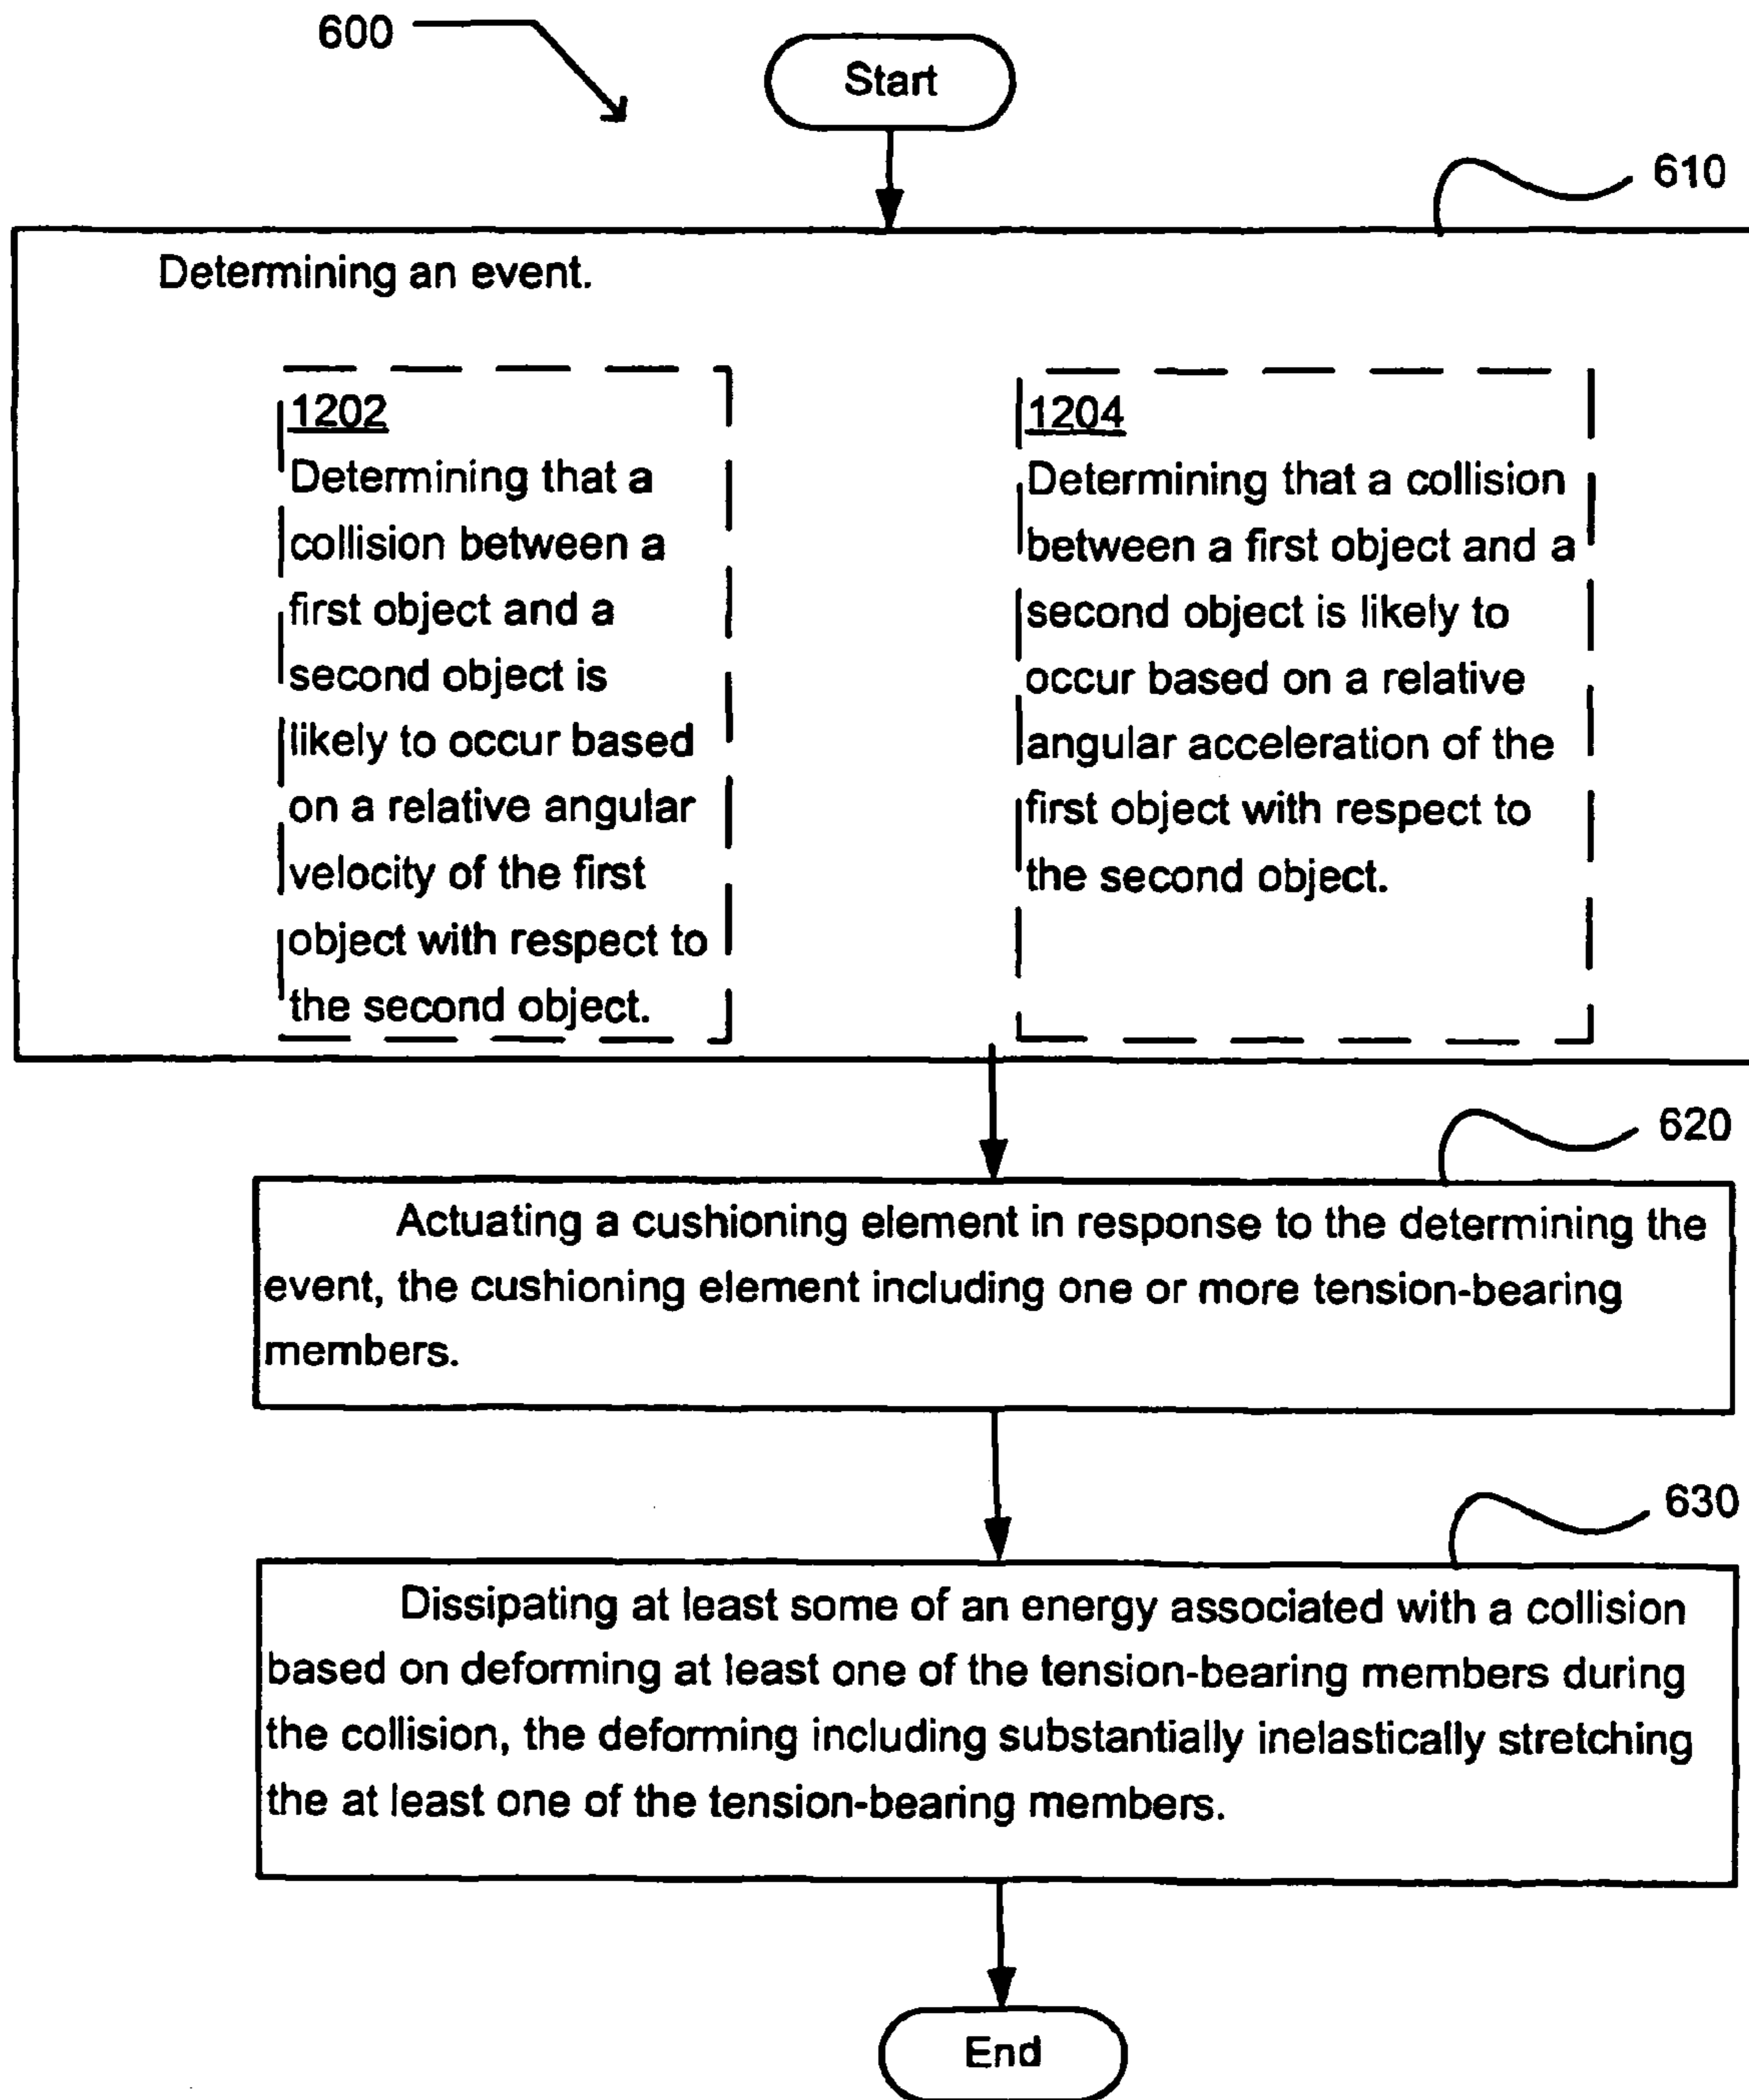 600
Start
610
Determining an event.
1202
Determining that a
collision between a
first object and a
second object is
likely to occur based
on a relative angular
velocity of the first
object with respect to
the second object.
1204
Determining that a collision
between a first object and a
second object is likely to
occur based on a relative
angular acceleration of the
first object with respect to
the second object.
620
Actuating a cushioning element in response to the determining the
event, the cushioning element including one or more tension-bearing
members.
630
Dissipating at least some of an energy associated with a collision
based on deforming at least one of the tension-bearing members during
the collision, the deforming including substantially inelastically stretching
the at least one of the tension-bearing members.
End